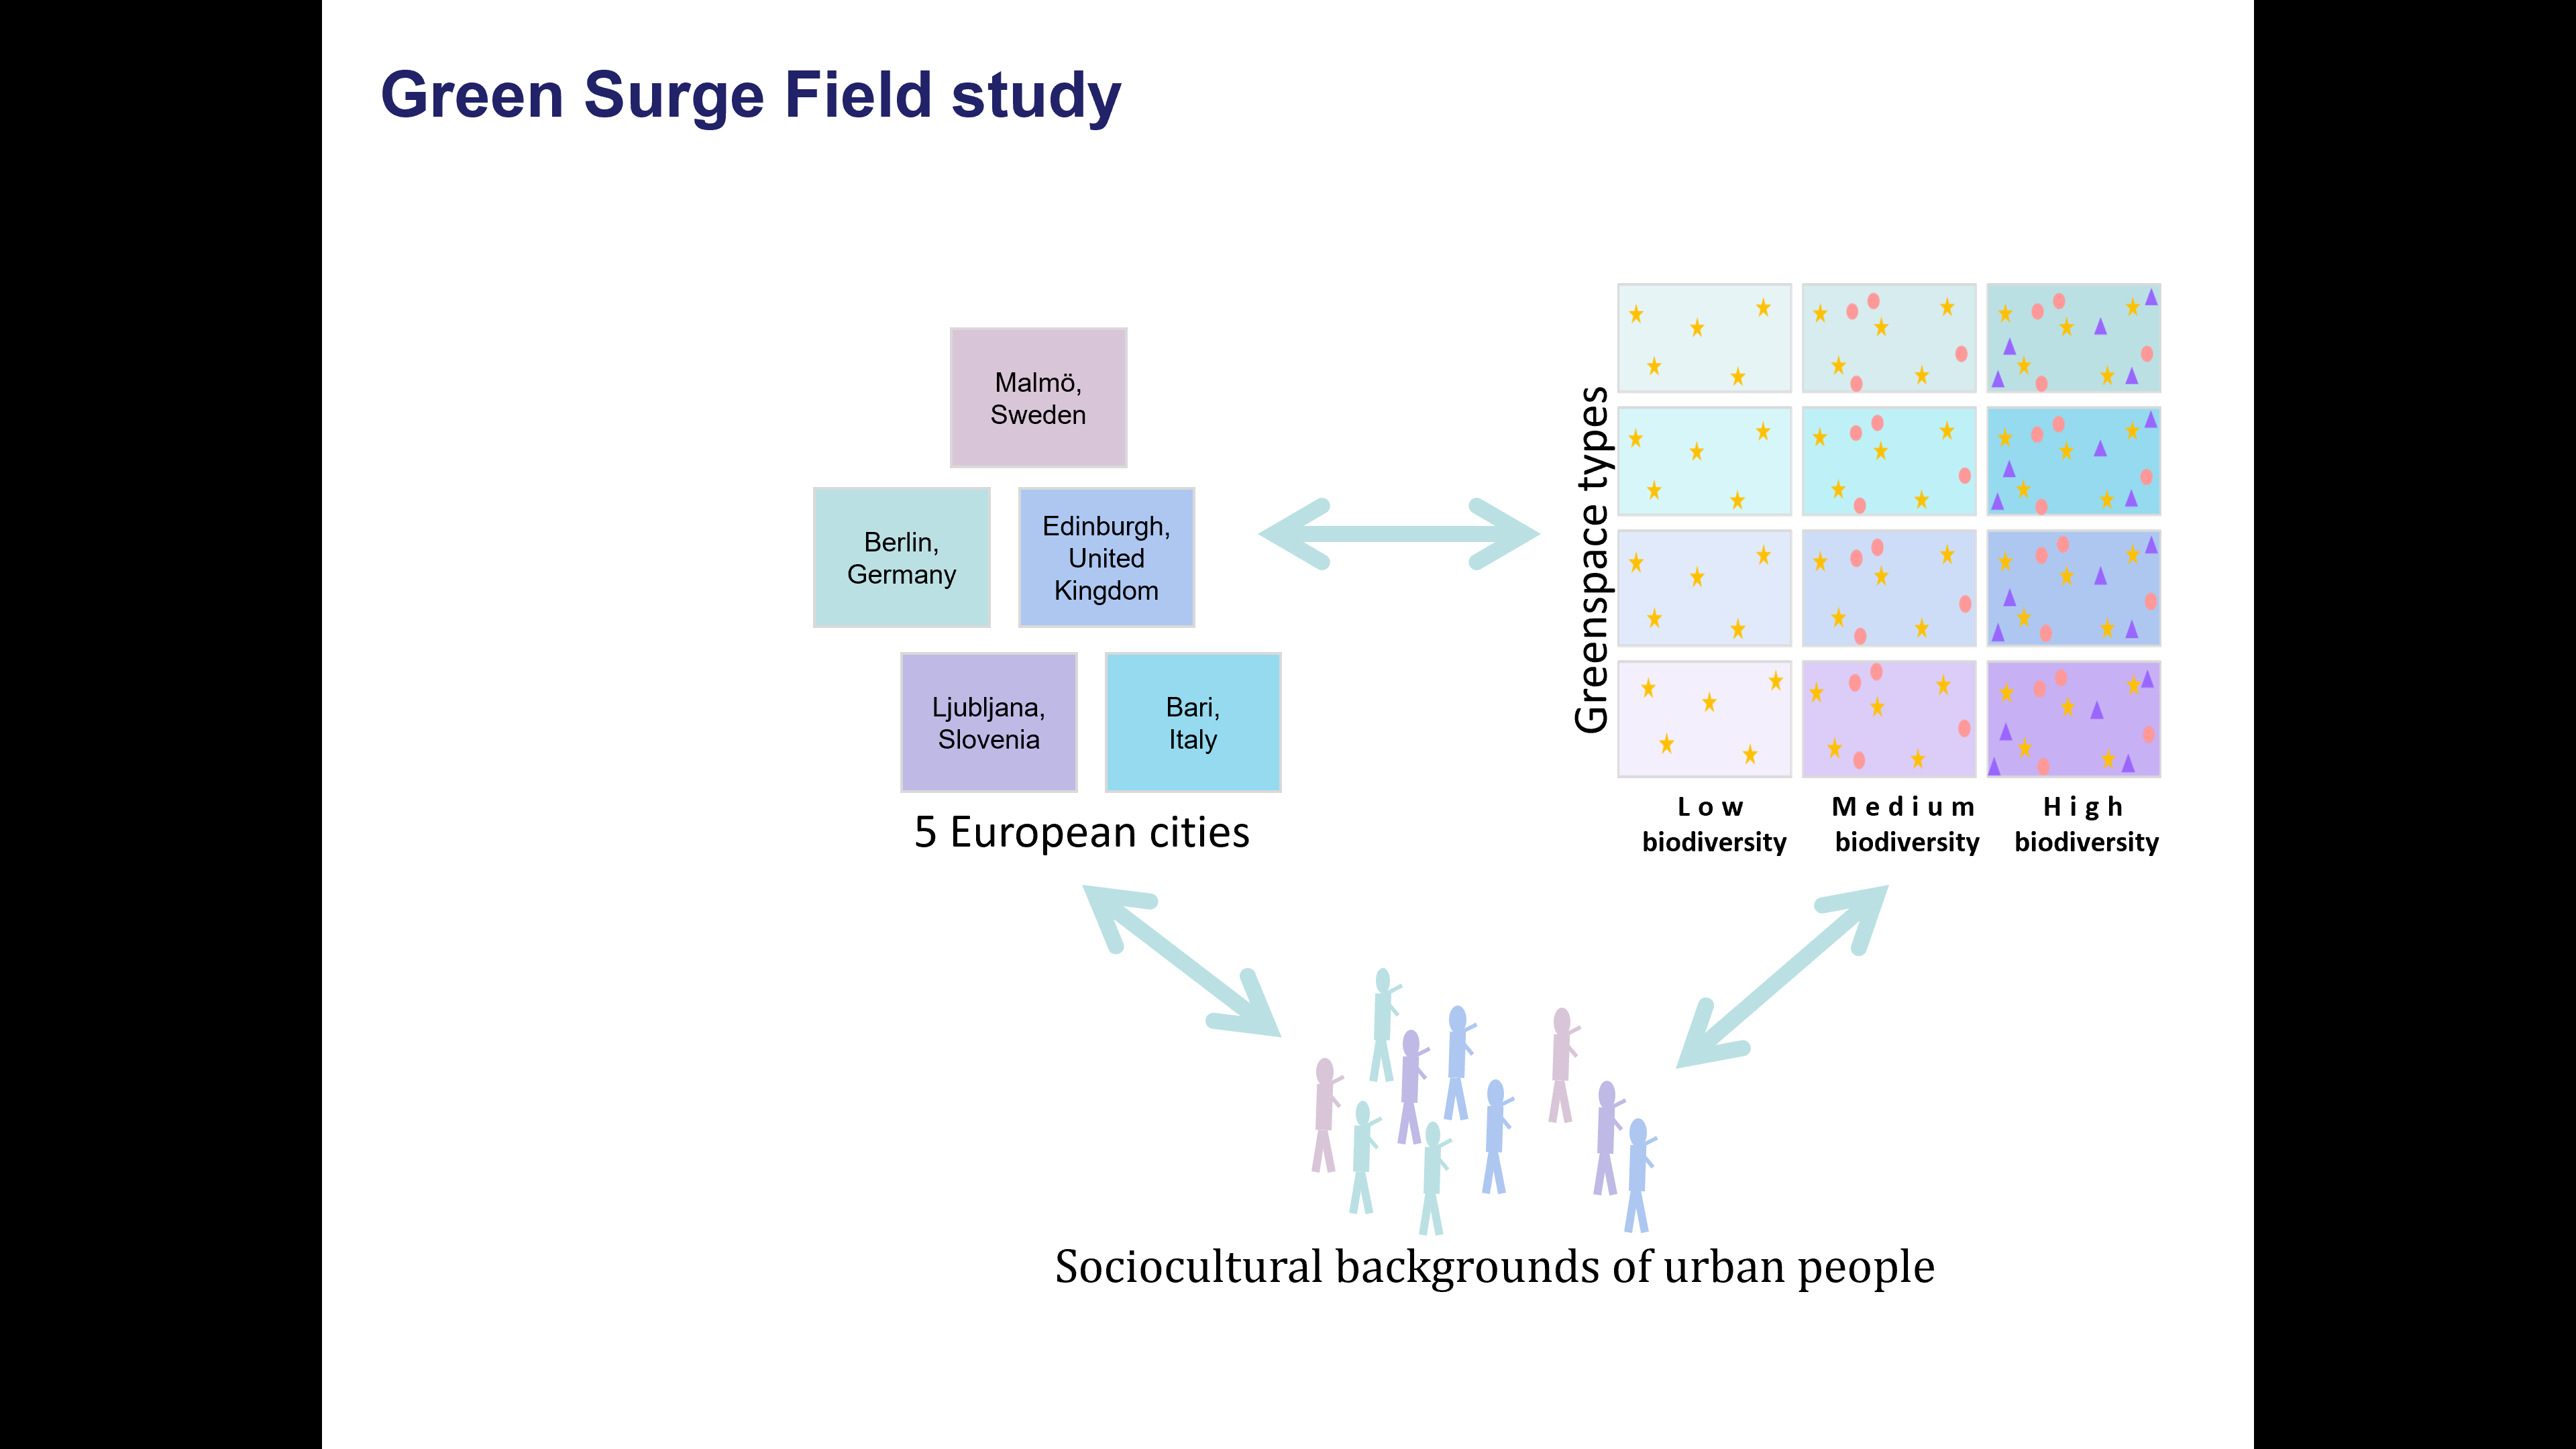 Green Surge Field study
Malmö,
Sweden
Berlin,
Germany
Edinburgh,
United
Kingdom
Ljubljana,
Slovenia
Bari,
Italy
5 European cities
Greenspace types
Low
biodiversity
Medium
biodiversity
High
biodiversity
Sociocultural backgrounds of urban people